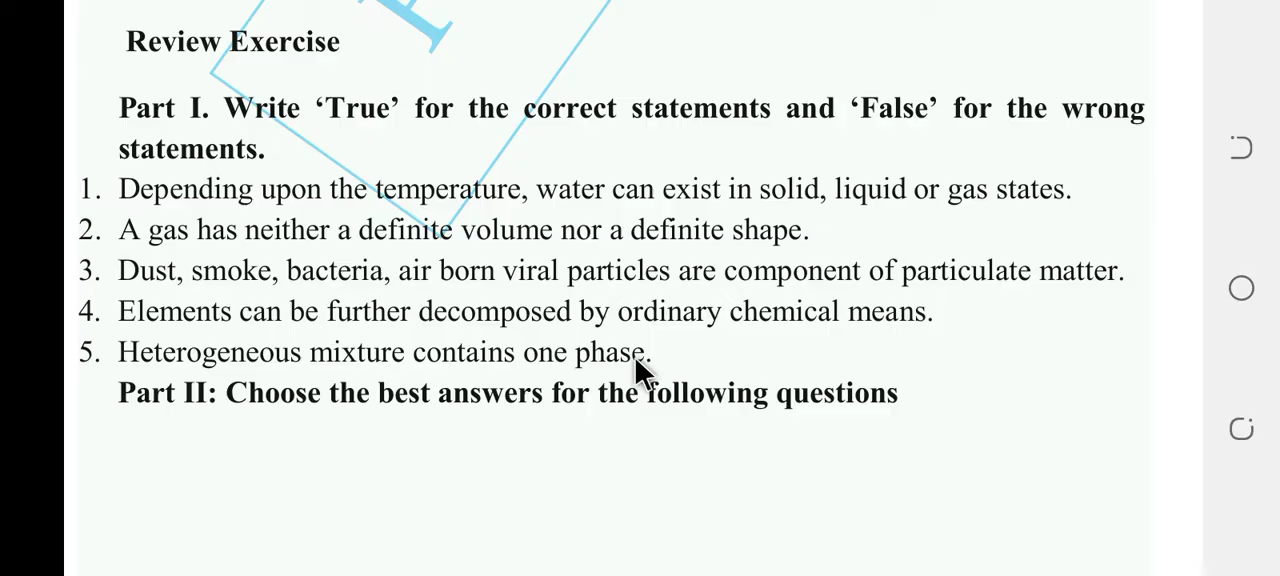 Review Exercise
Part I. Write ‘True’ for the correct statements and ‘False’ for the wrong
statements.
1. Depending upon the temperature, water can exist in solid, liquid or gas states.
2. A gas has neither a definite volume nor a definite shape.
3. Dust, smoke, bacteria, air born viral particles are component of particulate matter.
4. Elements can be further decomposed by ordinary chemical means.
5. Heterogeneous mixture contains one phase.
Part II: Choose the best answers for the following questions